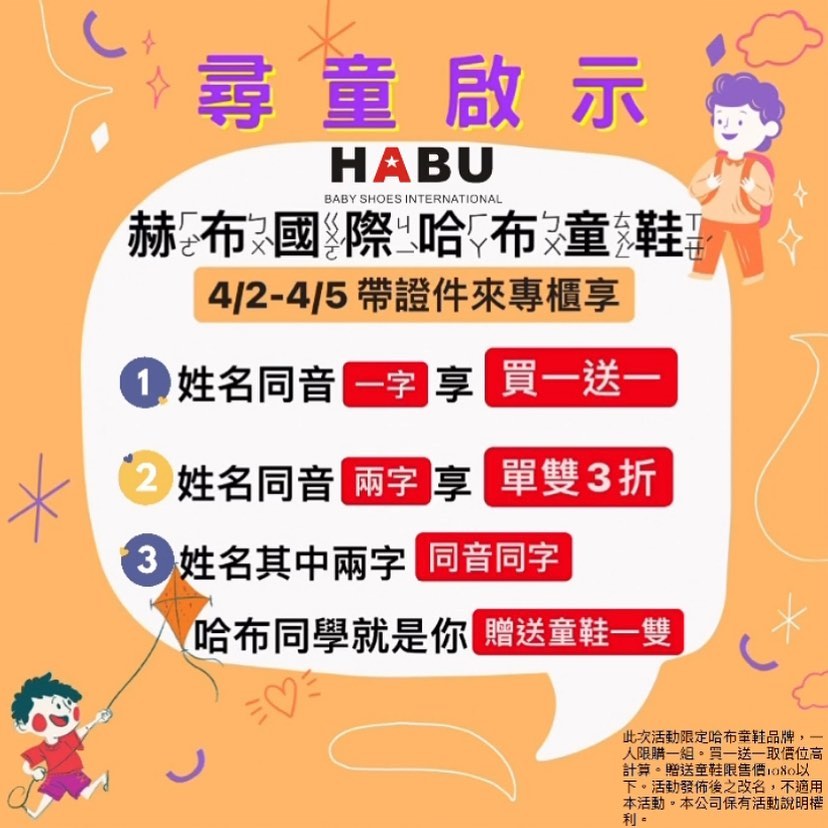 尋童啟示
HABU
BABY SHOES INTERNATIONAL
赫ㄏㄜˋ布ㄅㄨˋ國ㄍㄨㄛˊ際ㄐㄧˋ哈ㄏㄚ布ㄅㄨˋ童ㄊㄨㄥˊ鞋ㄒㄧㄝˊ
4/2-4/5 帶證件來專櫃享
1 姓名同音 一字 享 買一送一
2 姓名同音 兩字 享 單雙3折
3 姓名其中兩字 同音同字
哈布同學就是你 贈送童鞋一雙
此次活動限定哈布童鞋品牌，一
人限購一組。買一送一取價位高
計算。贈送童鞋限售價1080以
下。活動發佈後之改名，不適用
本活動。本公司保有活動說明權
利。